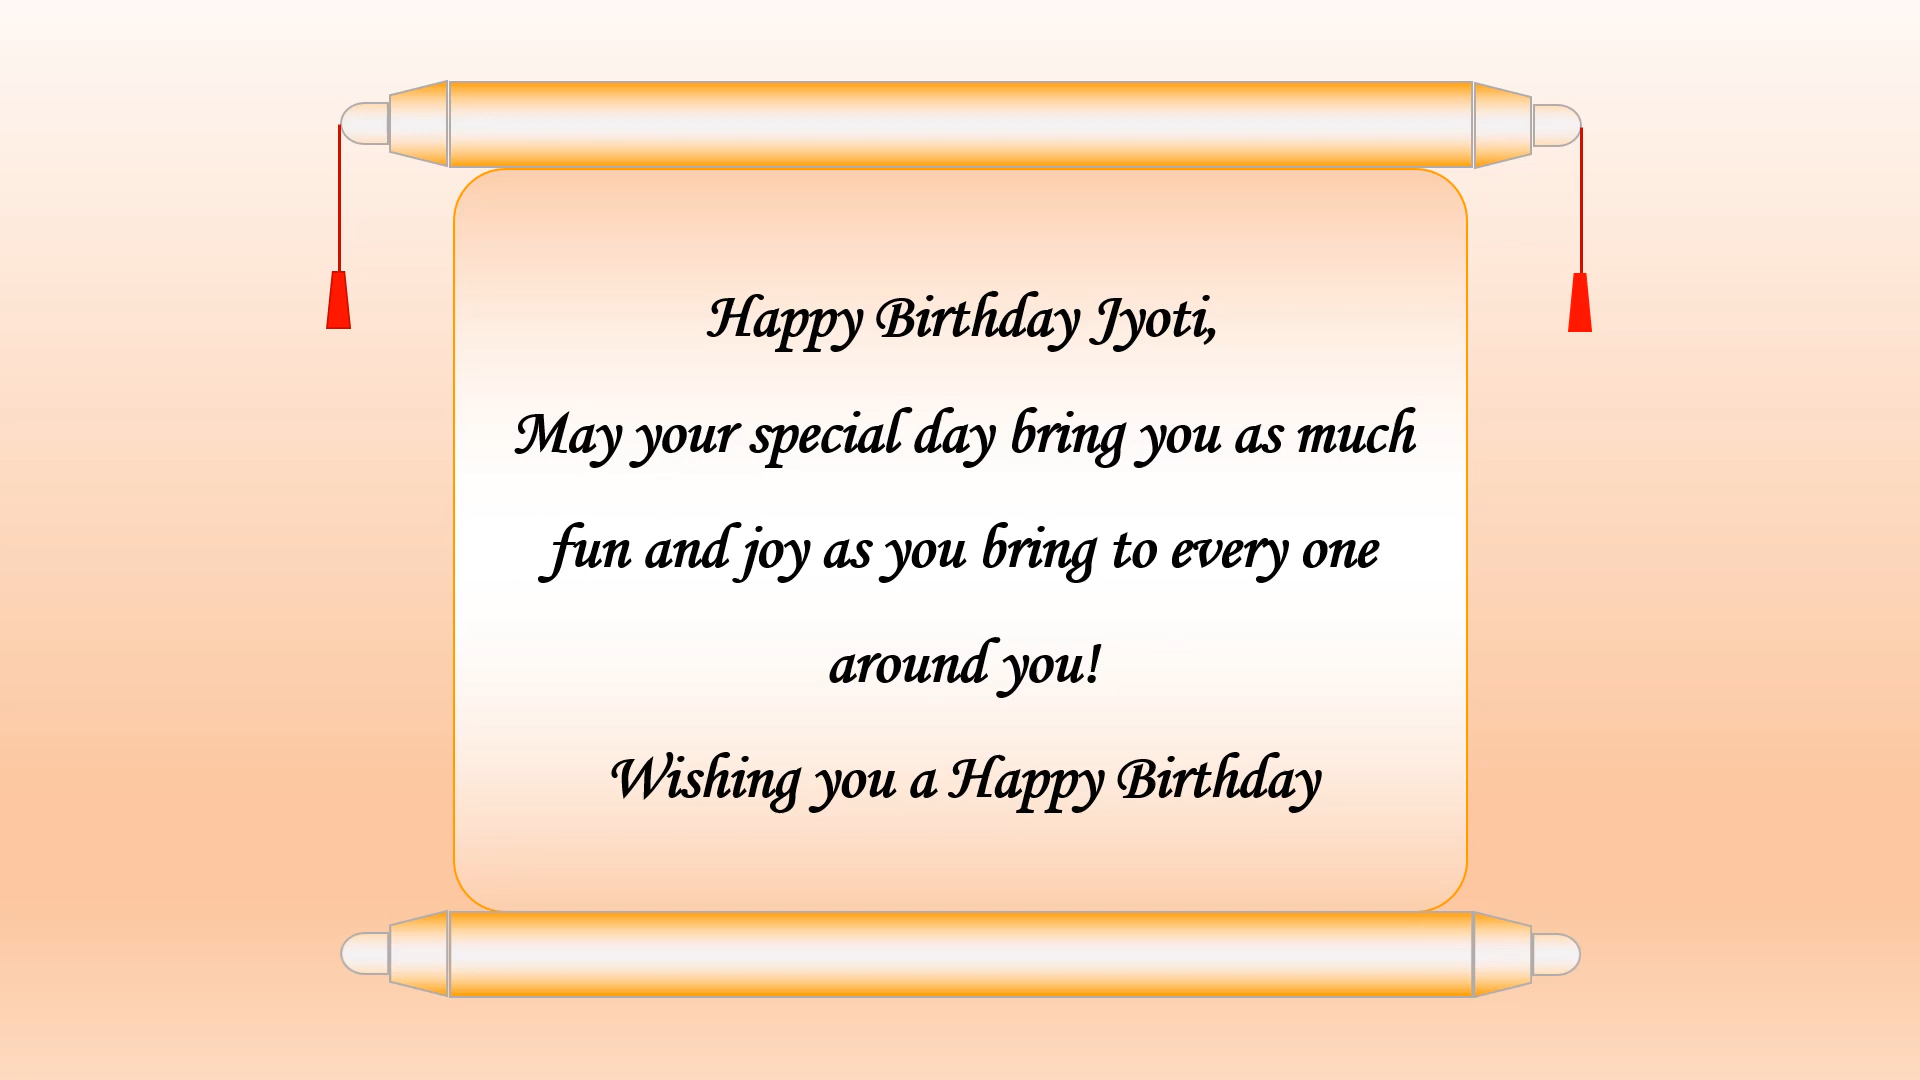 Happy Birthday Jyoti,
May your special day bring you as much
fun and joy as you bring to every one
around you!
Wishing you a Happy Birthday